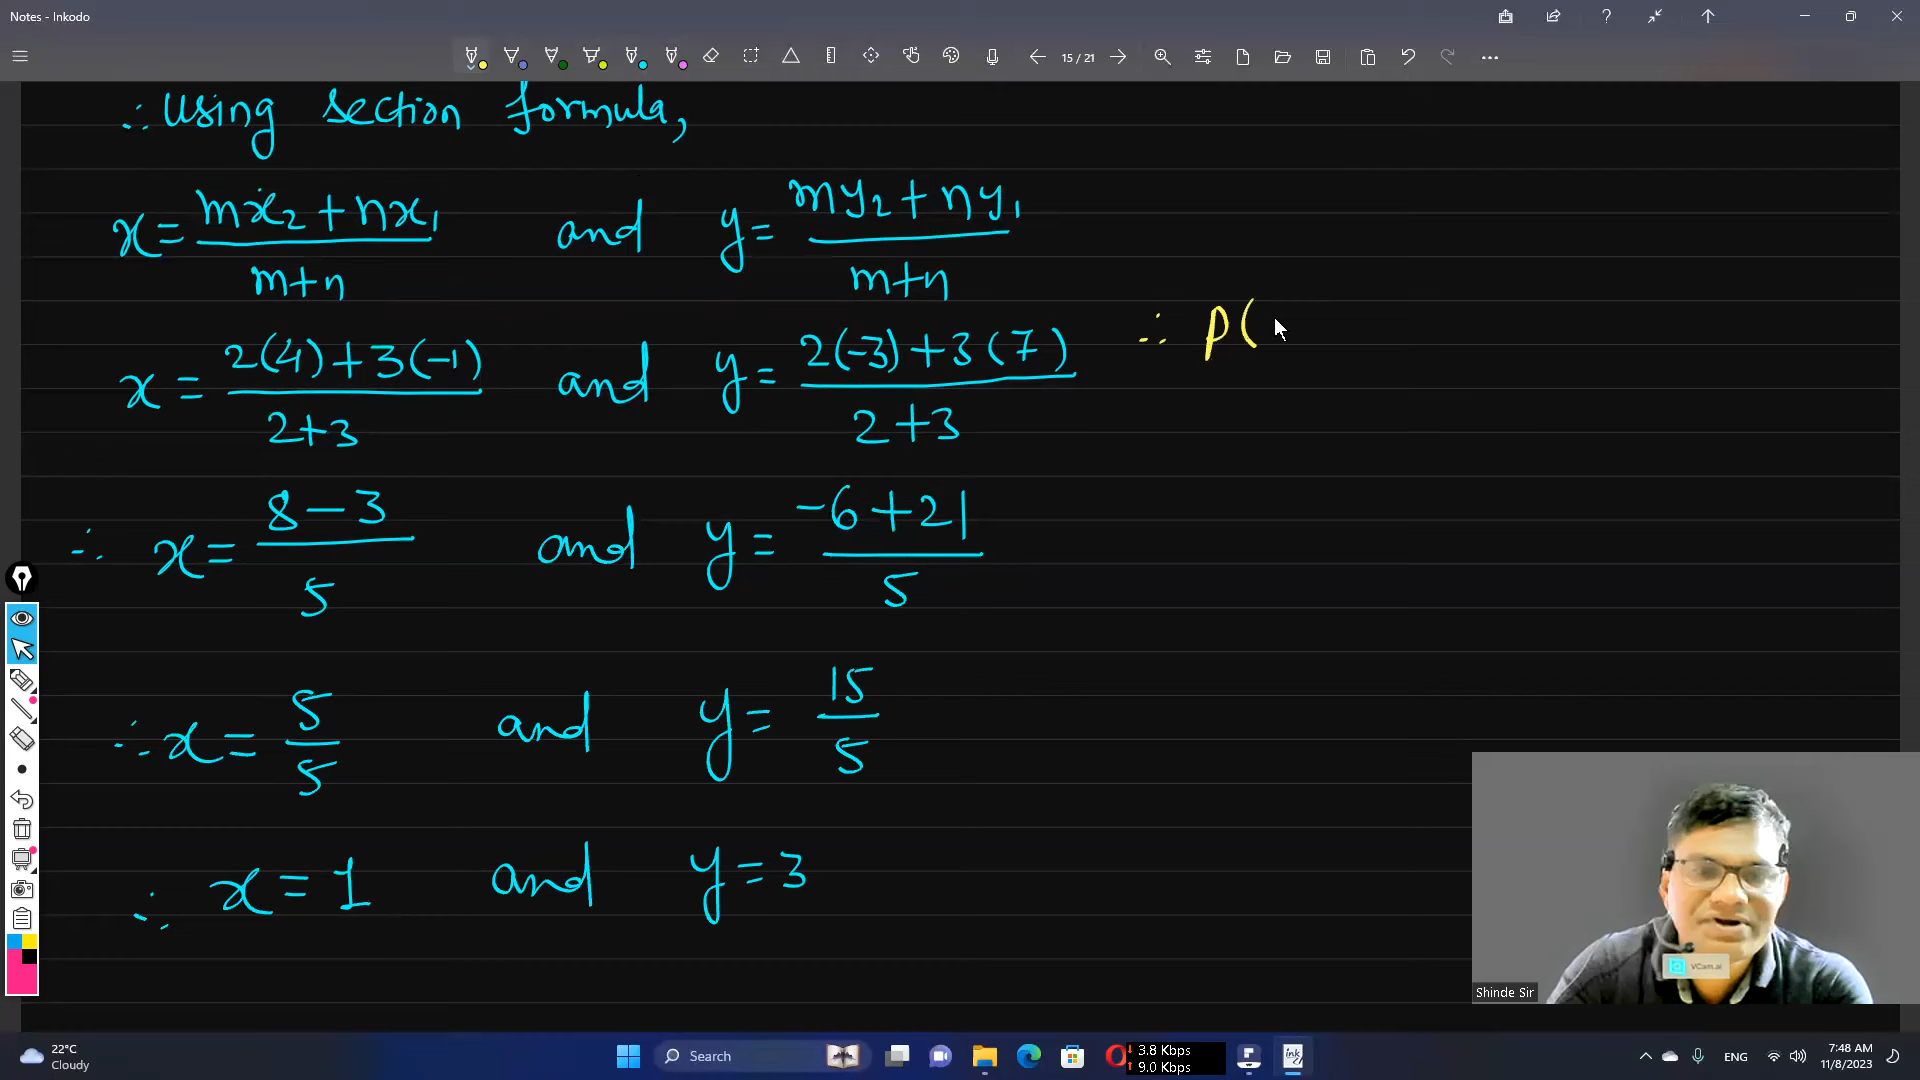 Notes - Inkodo
15 / 21
∴ Using section formula,
x = (mx₂ + nx₁)/(m+n) and y = (my₂ + ny₁)/(m+n)
x = (2(4) + 3(-1))/(2+3) and y = (2(-3) + 3(7))/(2+3)
∴ P(
∴ x = (8 - 3)/5 and y = (-6 + 21)/5
∴ x = 5/5 and y = 15/5
∴ x = 1 and y = 3
VCam.ai
Shinde Sir
22°C
Cloudy
Search
3.8 Kbps
9.0 Kbps
ink/
ENG
7:48 AM
11/8/2023